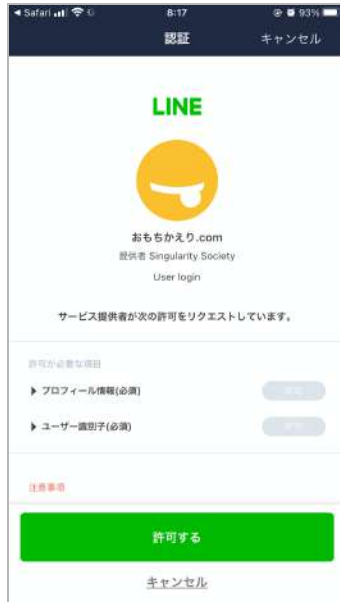 Safari
8:17
93%
認証
キャンセル
LINE
おもちかえり.com
提供者 Singularity Society
User login
サービス提供者が次の許可をリクエストしています。
許可が必要な項目
プロフィール情報(必須)
ユーザー識別子(必須)
注意事項
許可する
キャンセル